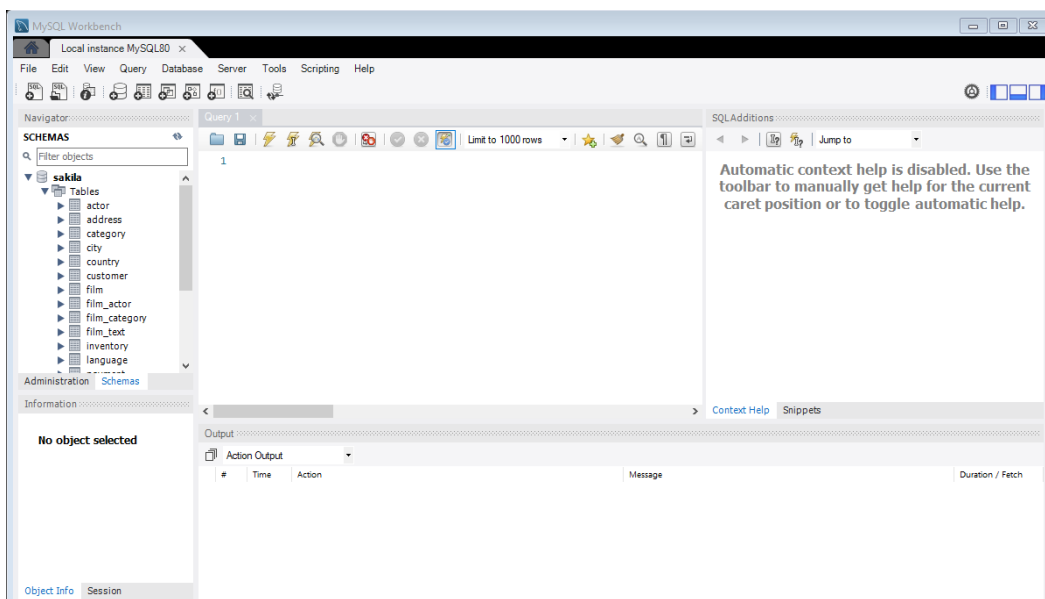 MySQL Workbench
Local instance MySQL80
File Edit View Query Database Server Tools Scripting Help
Navigator
SCHEMAS
Filter objects
sakila
Tables
actor
address
category
city
country
customer
film
film_actor
film_category
film_text
inventory
language
Administration Schemas
Information
No object selected
Object Info Session
Query 1
Limit to 1000 rows
1
SQLAdditions
Jump to
Automatic context help is disabled. Use the
toolbar to manually get help for the current
caret position or to toggle automatic help.
Context Help Snippets
Output
Action Output
# Time Action Message Duration / Fetch